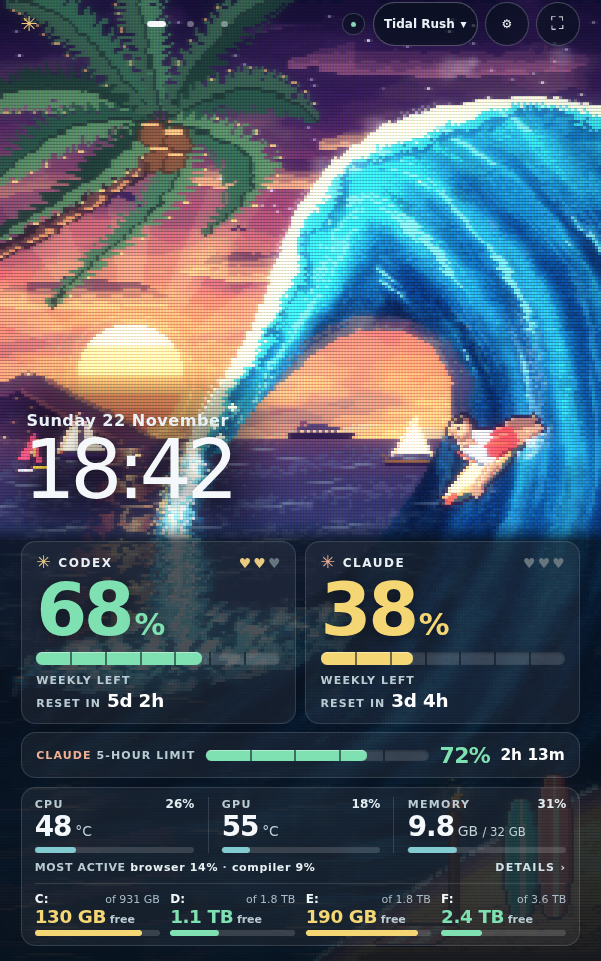 Tidal Rush ▾
Sunday 22 November
18:42
CODEX
68%
WEEKLY LEFT
RESET IN 5d 2h
CLAUDE
38%
WEEKLY LEFT
RESET IN 3d 4h
CLAUDE 5-HOUR LIMIT 72% 2h 13m
CPU 26%
48 °C
GPU 18%
55 °C
MEMORY 31%
9.8 GB / 32 GB
MOST ACTIVE browser 14% · compiler 9% DETAILS ›
C: of 931 GB
130 GB free
D: of 1.8 TB
1.1 TB free
E: of 1.8 TB
190 GB free
F: of 3.6 TB
2.4 TB free